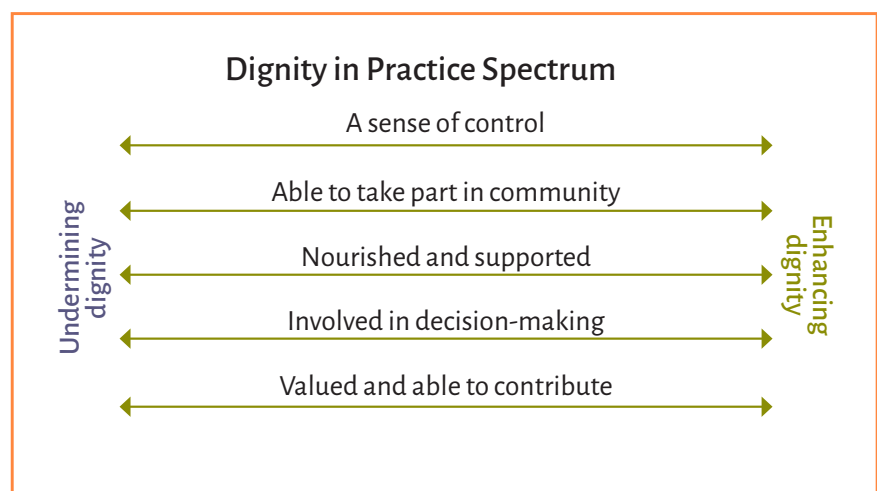 Dignity in Practice Spectrum
A sense of control
Able to take part in community
Nourished and supported
Involved in decision-making
Valued and able to contribute
Undermining
dignity
Enhancing
dignity